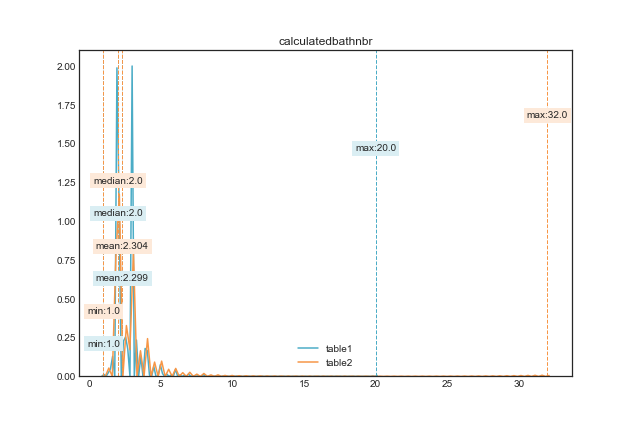 calculatedbathnbr
2.00
1.75
1.50
1.25
1.00
0.75
0.50
0.25
0.00
max:32.0
max:20.0
median:2.0
median:2.0
mean:2.304
mean:2.299
min:1.0
min:1.0
table1
table2
0 5 10 15 20 25 30